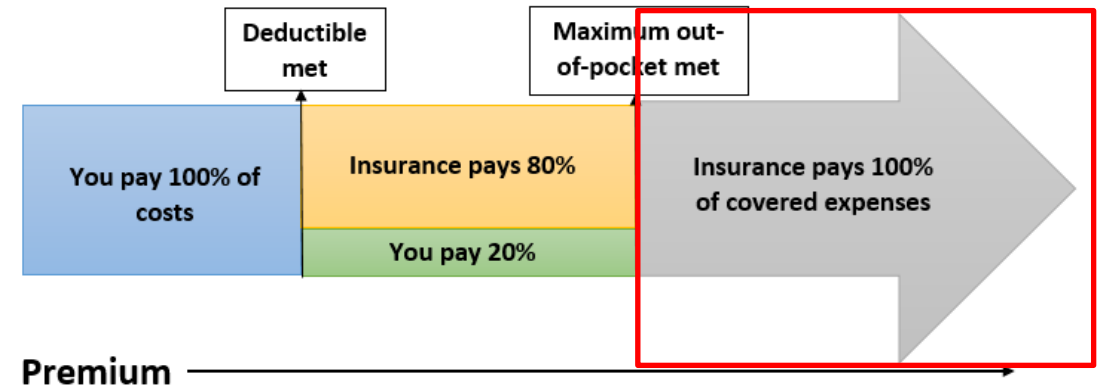 Deductible
met
Maximum out-
of-pocket met
You pay 100% of
costs
Insurance pays 80%
You pay 20%
Insurance pays 100%
of covered expenses
Premium